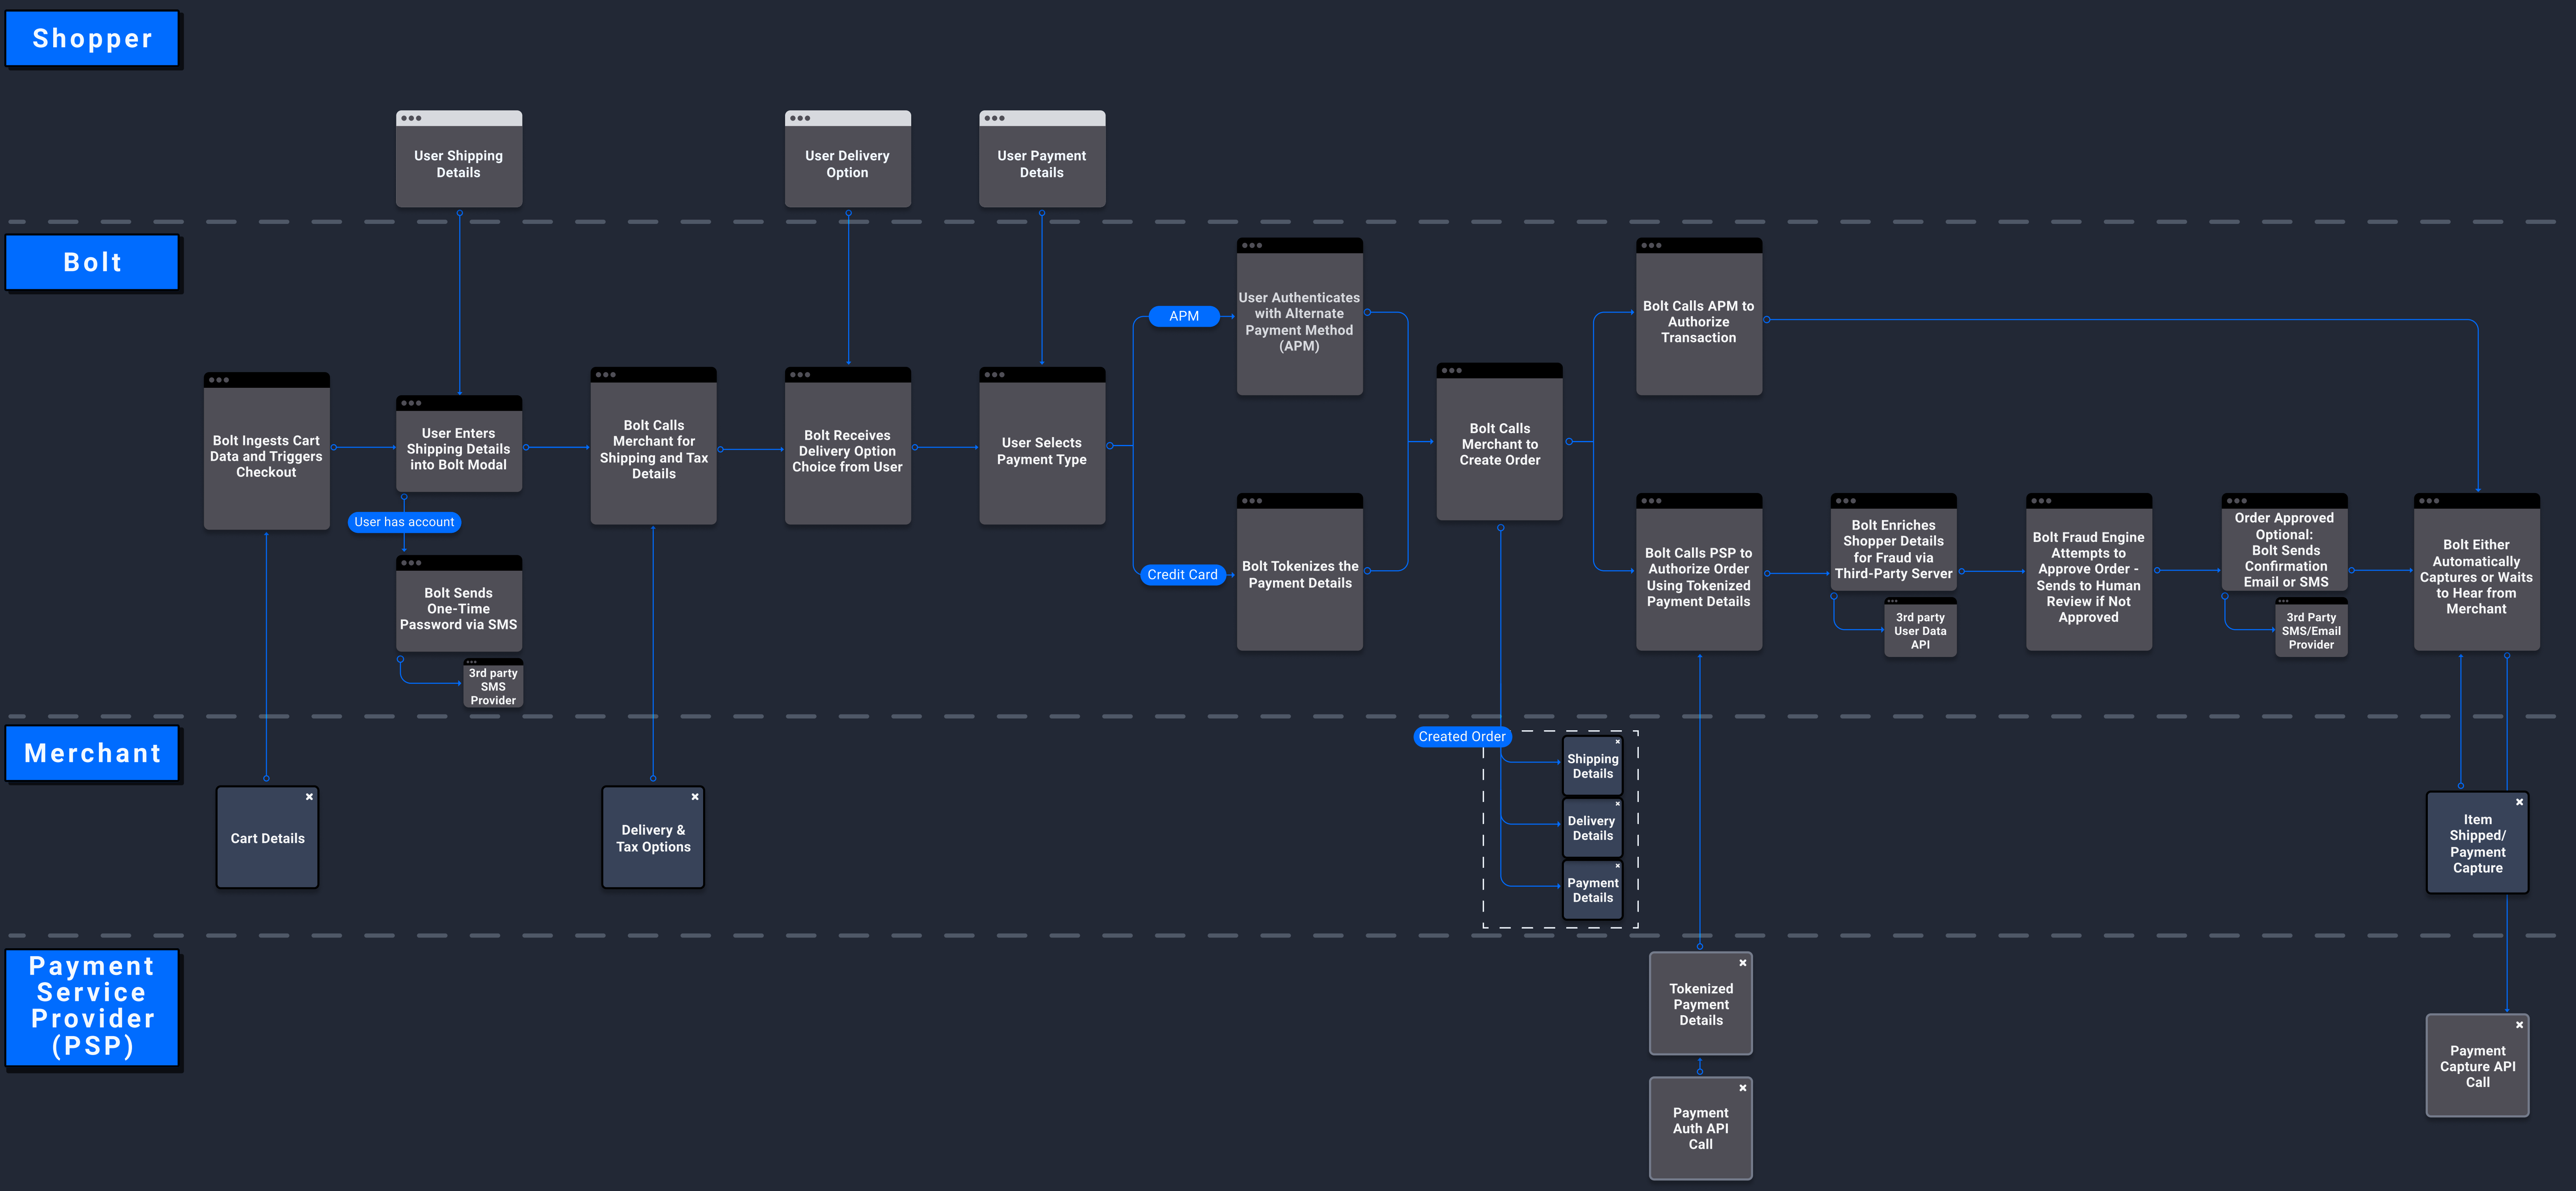 Shopper
User Shipping
Details
User Delivery
Option
User Payment
Details
Bolt
Bolt Ingests Cart
Data and Triggers
Checkout
User Enters
Shipping Details
into Bolt Modal
User has account
Bolt Sends
One-Time
Password via SMS
3rd party
SMS
Provider
Bolt Calls
Merchant for
Shipping and Tax
Details
Bolt Receives
Delivery Option
Choice from User
User Selects
Payment Type
APM
User Authenticates
with Alternate
Payment Method
(APM)
Credit Card
Bolt Tokenizes the
Payment Details
Bolt Calls
Merchant to
Create Order
Bolt Calls APM to
Authorize
Transaction
Bolt Calls PSP to
Authorize Order
Using Tokenized
Payment Details
Bolt Enriches
Shopper Details
for Fraud via
Third-Party Server
3rd party
User Data
API
Bolt Fraud Engine
Attempts to
Approve Order -
Sends to Human
Review if Not
Approved
Order Approved
Optional:
Bolt Sends
Confirmation
Email or SMS
3rd Party
SMS/Email
Provider
Bolt Either
Automatically
Captures or Waits
to Hear from
Merchant
Merchant
Cart Details
Delivery &
Tax Options
Created Order
Shipping
Details
Delivery
Details
Payment
Details
Item
Shipped/
Payment
Capture
Payment
Service
Provider
(PSP)
Tokenized
Payment
Details
Payment
Auth API
Call
Payment
Capture API
Call